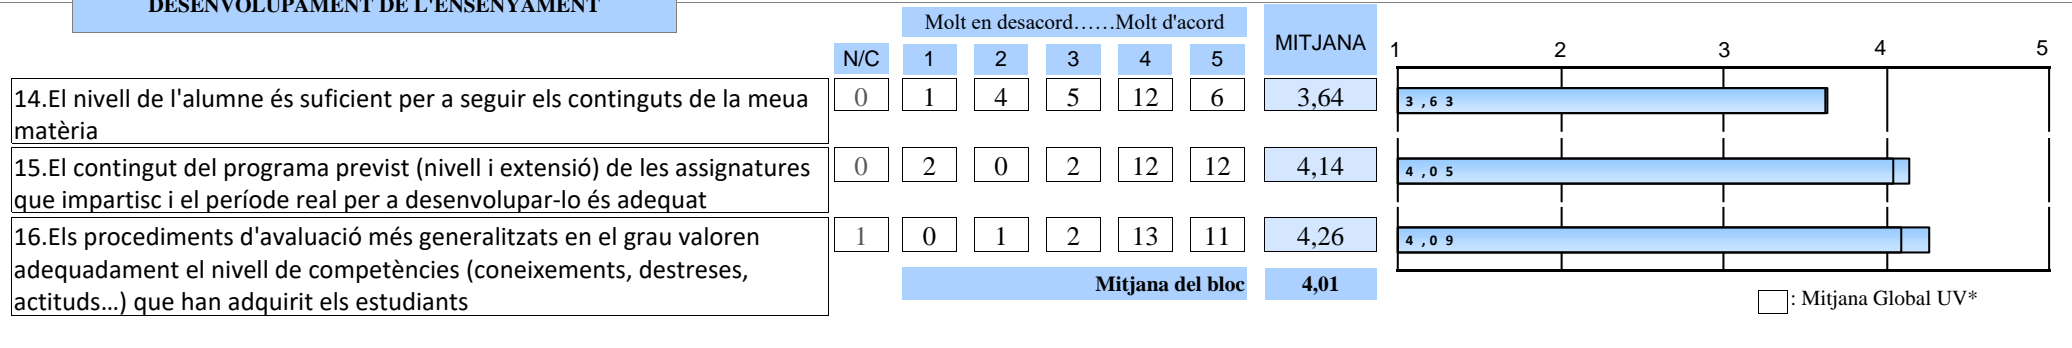 DESENVOLUPAMENT DE L'ENSENYAMENT
Molt en desacord……Molt d'acord
MITJANA
N/C 1 2 3 4 5
1 2 3 4 5
14.El nivell de l'alumne és suficient per a seguir els continguts de la meua
matèria
0 1 4 5 12 6 3,64
3,63
15.El contingut del programa previst (nivell i extensió) de les assignatures
que impartisc i el període real per a desenvolupar-lo és adequat
0 2 0 2 12 12 4,14
4,05
16.Els procediments d'avaluació més generalitzats en el grau valoren
adequadament el nivell de competències (coneixements, destreses,
actituds…) que han adquirit els estudiants
1 0 1 2 13 11 4,26
4,09
Mitjana del bloc 4,01
: Mitjana Global UV*